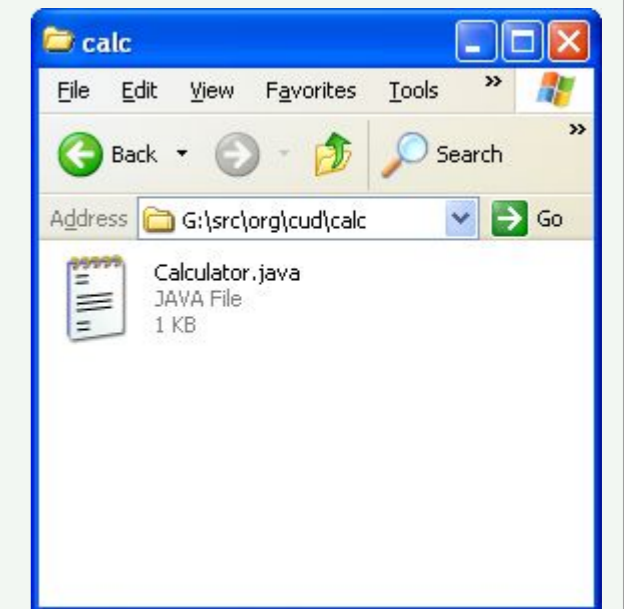 calc
File Edit View Favorites Tools »
Back Search »
Address G:\src\org\cud\calc Go
Calculator.java
JAVA File
1 KB